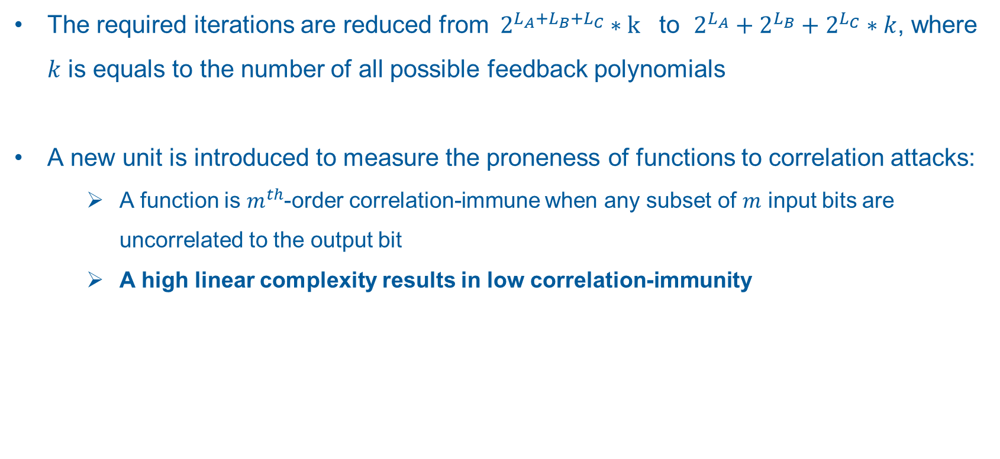 • The required iterations are reduced from $2^{L_A+L_B+L_C} * \mathrm{k}$ to $2^{L_A} + 2^{L_B} + 2^{L_C} * k$, where
$k$ is equals to the number of all possible feedback polynomials
• A new unit is introduced to measure the proneness of functions to correlation attacks:
➢ A function is $m^{th}$-order correlation-immune when any subset of $m$ input bits are
uncorrelated to the output bit
➢ A high linear complexity results in low correlation-immunity